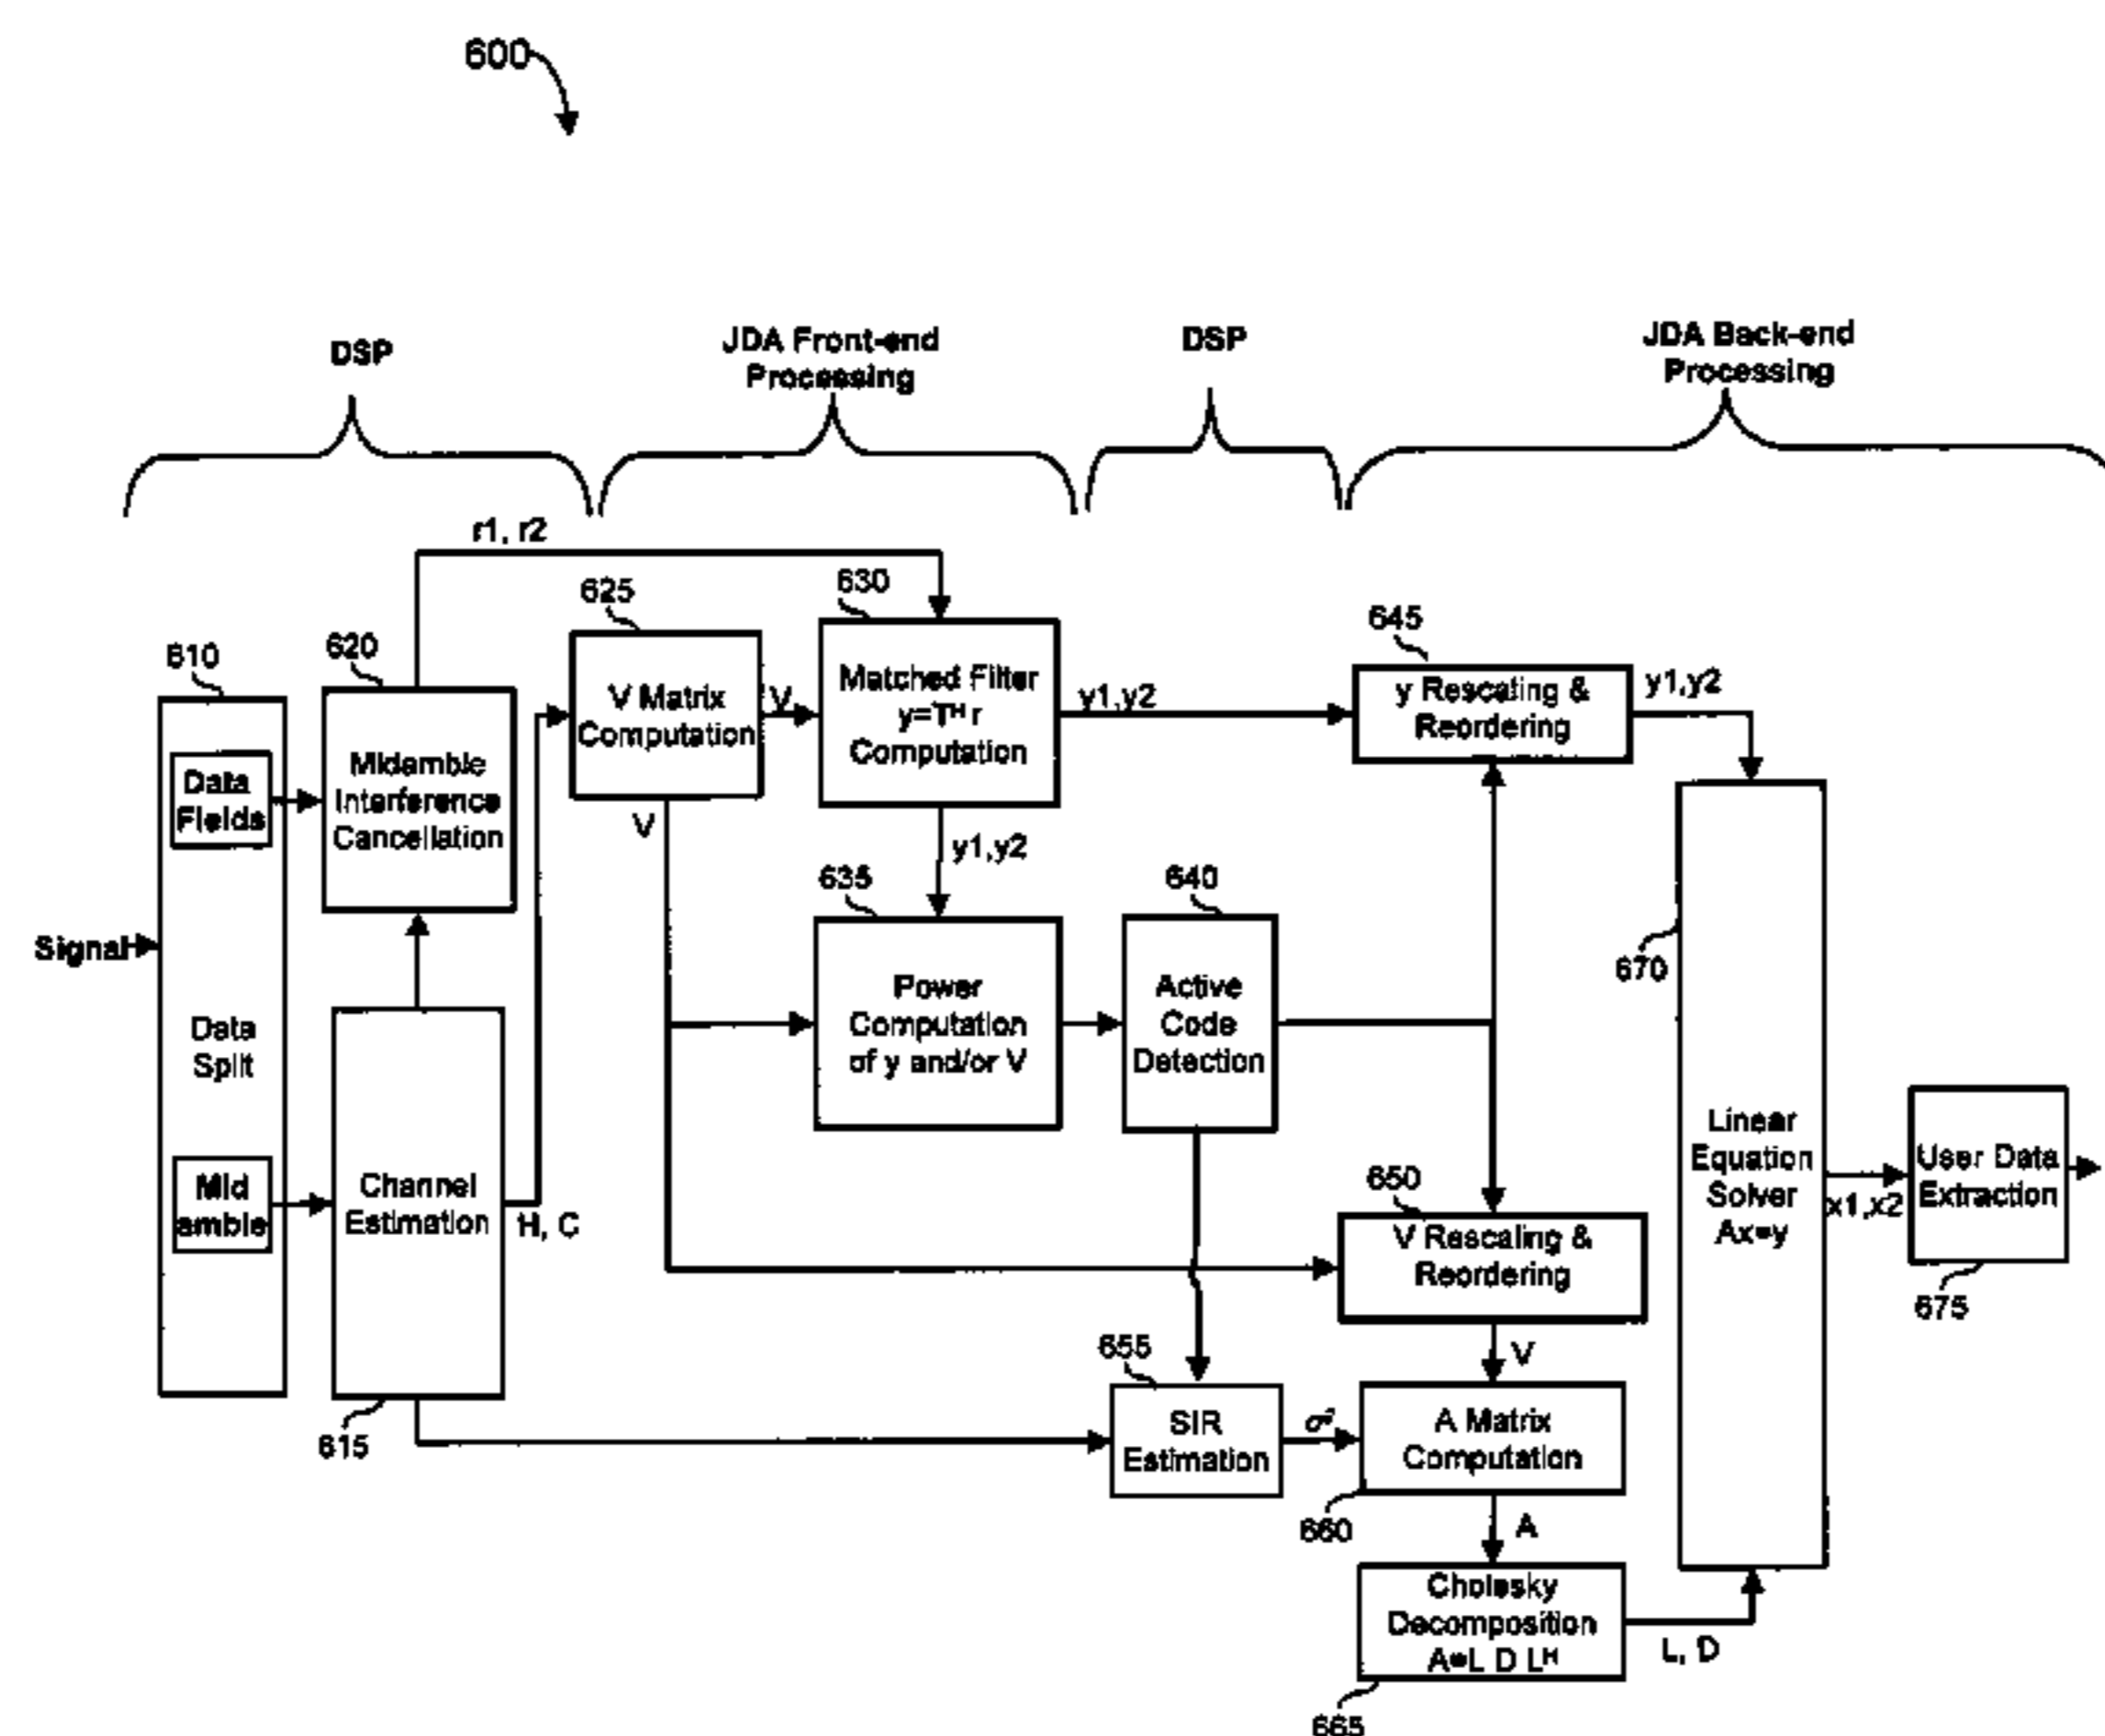 600
DSP
JDA Front-end
Processing
DSP
JDA Back-end
Processing
r1, r2
625
630
645
610
620
V Matrix
Computation
V
Matched Filter
y=Tᴴ r
Computation
y1,y2
y Rescaling &
Reordering
y1,y2
Data
Fields
Midamble
Interference
Cancellation
V
y1,y2
635
640
Signal
Data
Split
Power
Computation
of y and/or V
Active
Code
Detection
670
Mid
amble
Channel
Estimation
H, C
650
V Rescaling &
Reordering
Linear
Equation
Solver
Ax=y
x1,x2
User Data
Extraction
675
V
655
615
SIR
Estimation
σ²
A Matrix
Computation
660
A
Cholesky
Decomposition
A=L D Lᴴ
L, D
665